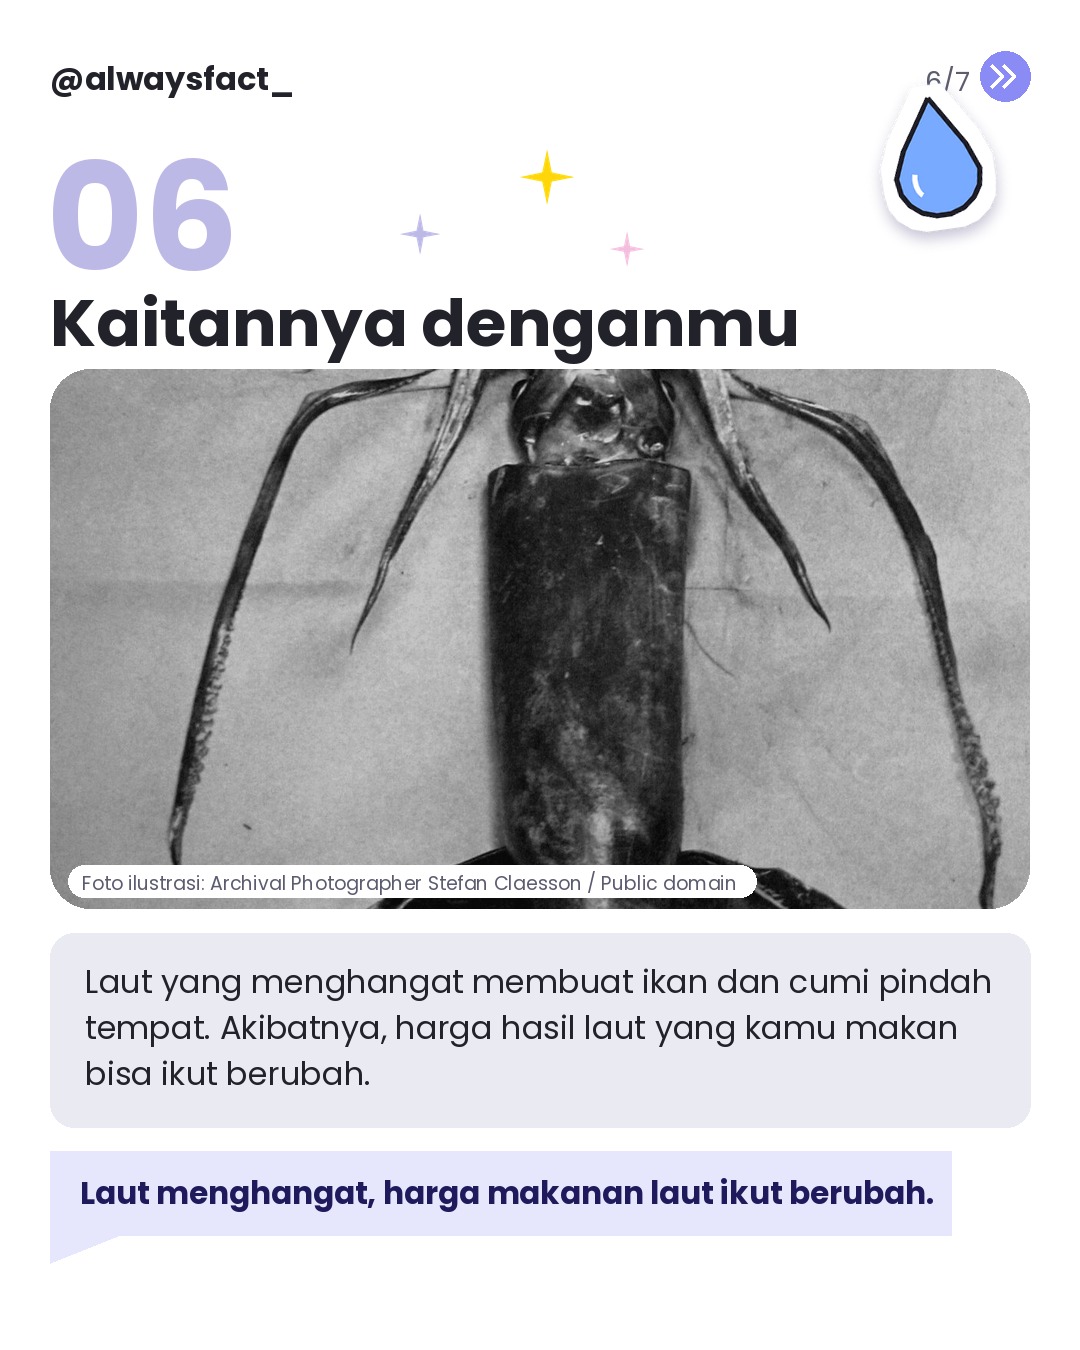 @alwaysfact_
6/7
06
Kaitannya denganmu
Foto ilustrasi: Archival Photographer Stefan Claesson / Public domain
Laut yang menghangat membuat ikan dan cumi pindah
tempat. Akibatnya, harga hasil laut yang kamu makan
bisa ikut berubah.
Laut menghangat, harga makanan laut ikut berubah.